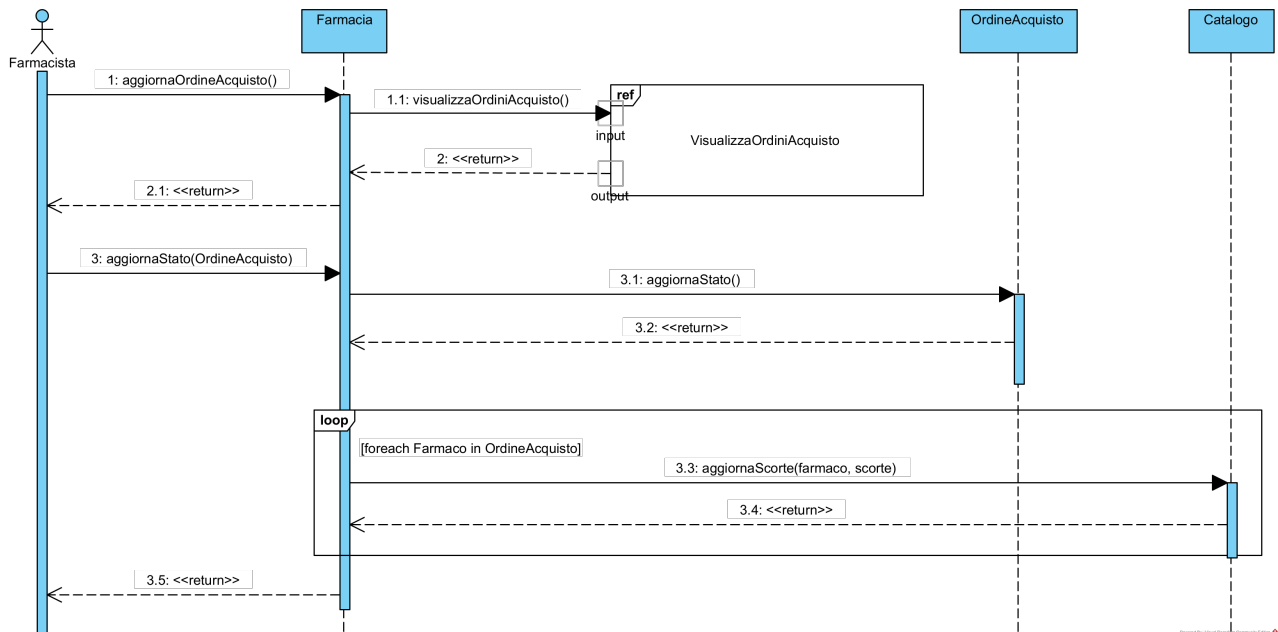 Farmacista
Farmacia
OrdineAcquisto
Catalogo
1: aggiornaOrdineAcquisto()
1.1: visualizzaOrdiniAcquisto()
ref
input
VisualizzaOrdiniAcquisto
2: <<return>>
output
2.1: <<return>>
3: aggiornaStato(OrdineAcquisto)
3.1: aggiornaStato()
3.2: <<return>>
loop
[foreach Farmaco in OrdineAcquisto]
3.3: aggiornaScorte(farmaco, scorte)
3.4: <<return>>
3.5: <<return>>